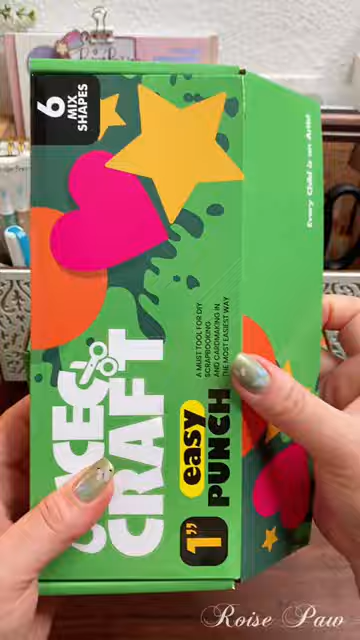 6
MIX
SHAPES
CRAFT
A MUST TOOL FOR DIY
SCRAPBOOKING
AND CARDMAKING IN
THE MOST EASIEST WAY
easy
PUNCH
1"
Every Child is an Artist
Roise Paw